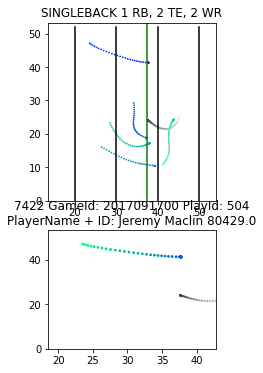 SINGLEBACK 1 RB, 2 TE, 2 WR
50
40
30
20
10
0
20 30 40 50
7422 GameId: 2017091700 PlayId: 504
PlayerName + ID: Jeremy Maclin 80429.0
40
20
0
20 25 30 35 40